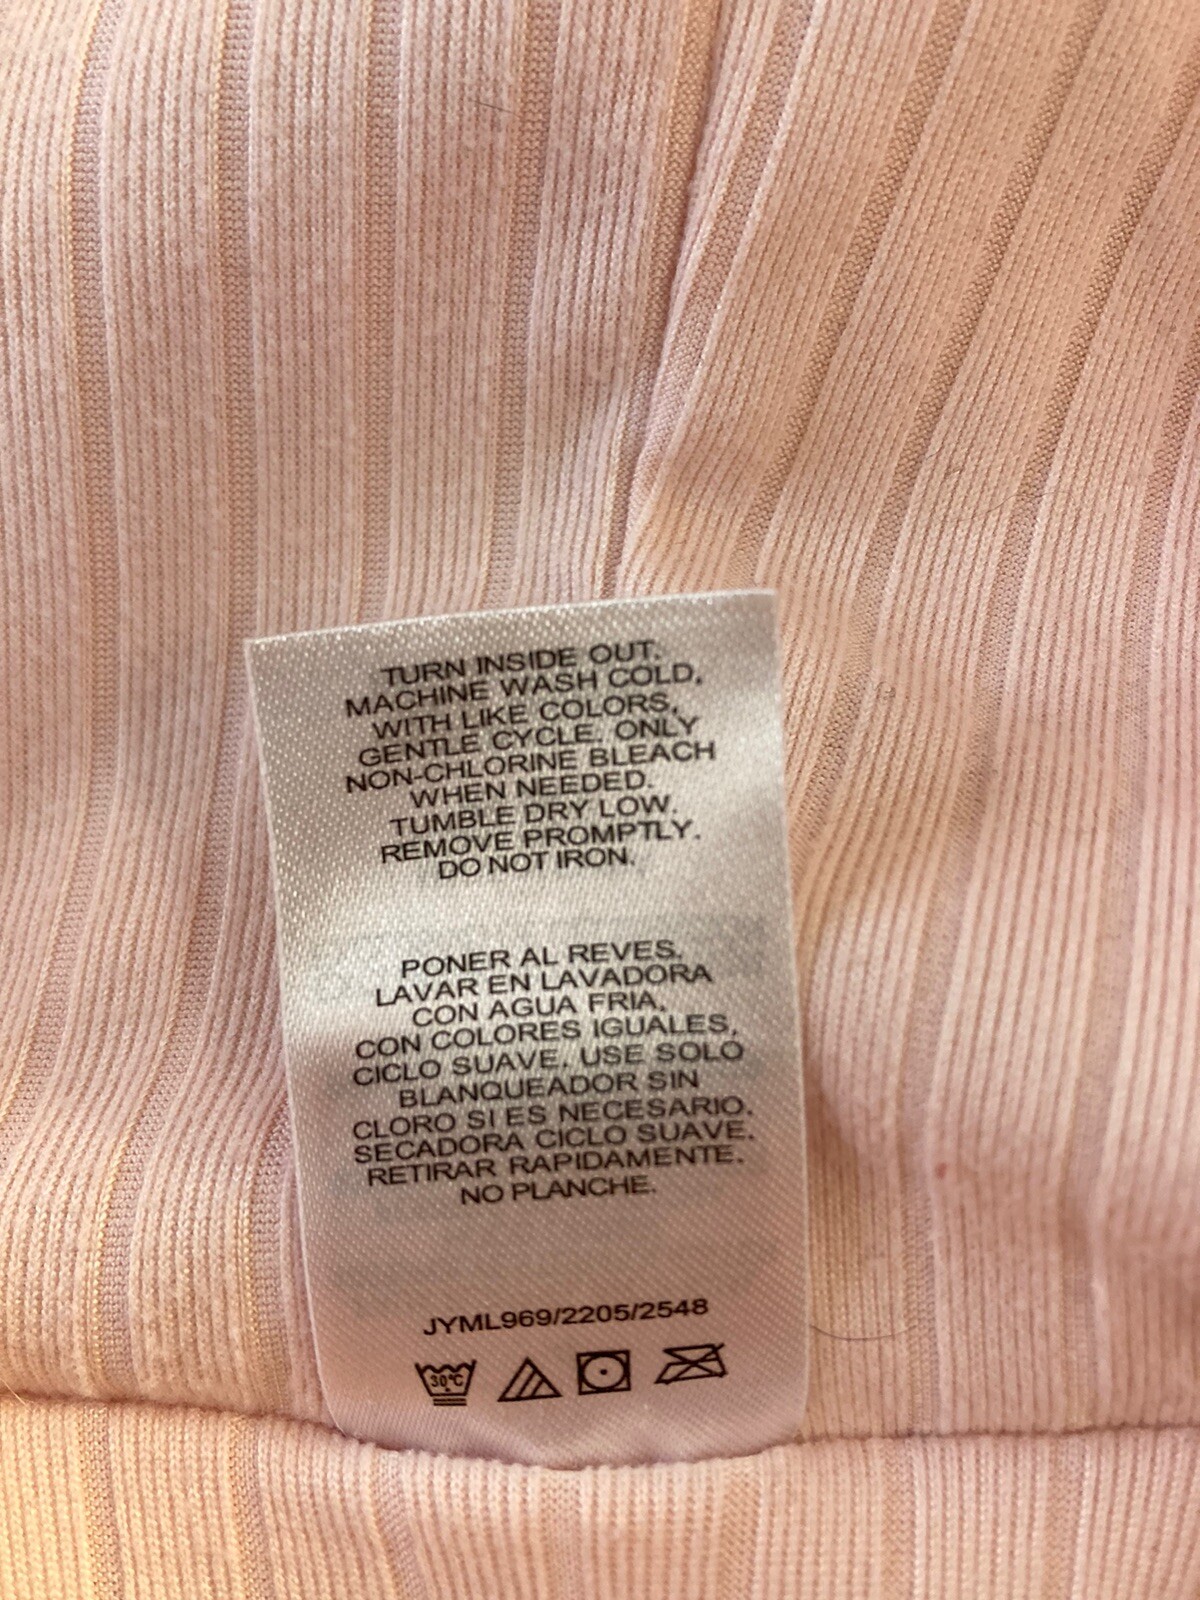 TURN INSIDE OUT.
MACHINE WASH COLD,
WITH LIKE COLORS,
GENTLE CYCLE. ONLY
NON-CHLORINE BLEACH
WHEN NEEDED.
TUMBLE DRY LOW.
REMOVE PROMPTLY.
DO NOT IRON.
PONER AL REVES.
LAVAR EN LAVADORA
CON AGUA FRIA,
CON COLORES IGUALES,
CICLO SUAVE. USE SOLO
BLANQUEADOR SIN
CLORO SI ES NECESARIO.
SECADORA CICLO SUAVE.
RETIRAR RAPIDAMENTE.
NO PLANCHE.
JYML969/2205/2548
30°C